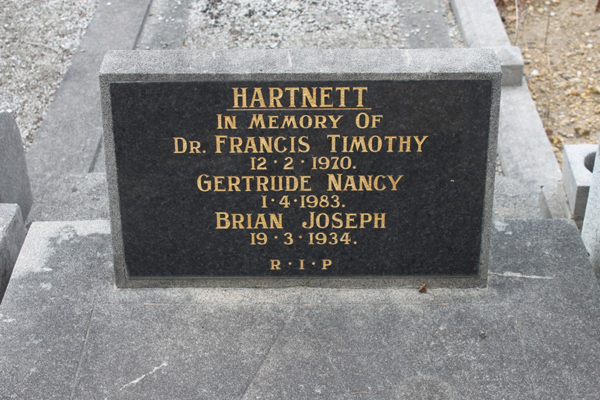 HARTNETT
IN MEMORY OF
DR. FRANCIS TIMOTHY
12·2·1970.
GERTRUDE NANCY
1·4·1983.
BRIAN JOSEPH
19·3·1934.
R·I·P